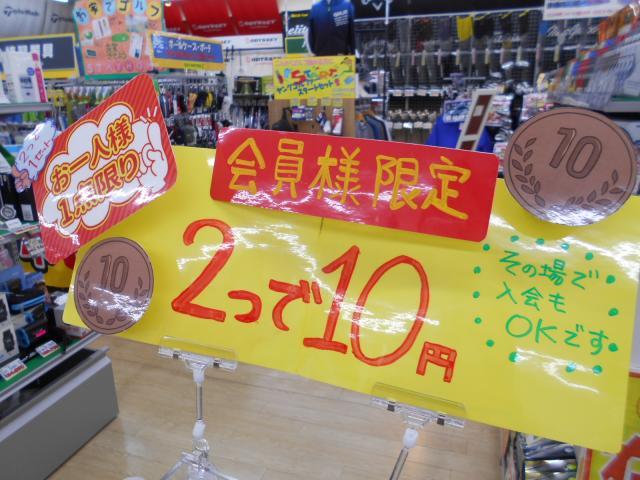 ODYSSEY
ODYSSEY
会員様限定
10
お一人様
1点限り
2つで10円
その場で
入会も
OKです
10